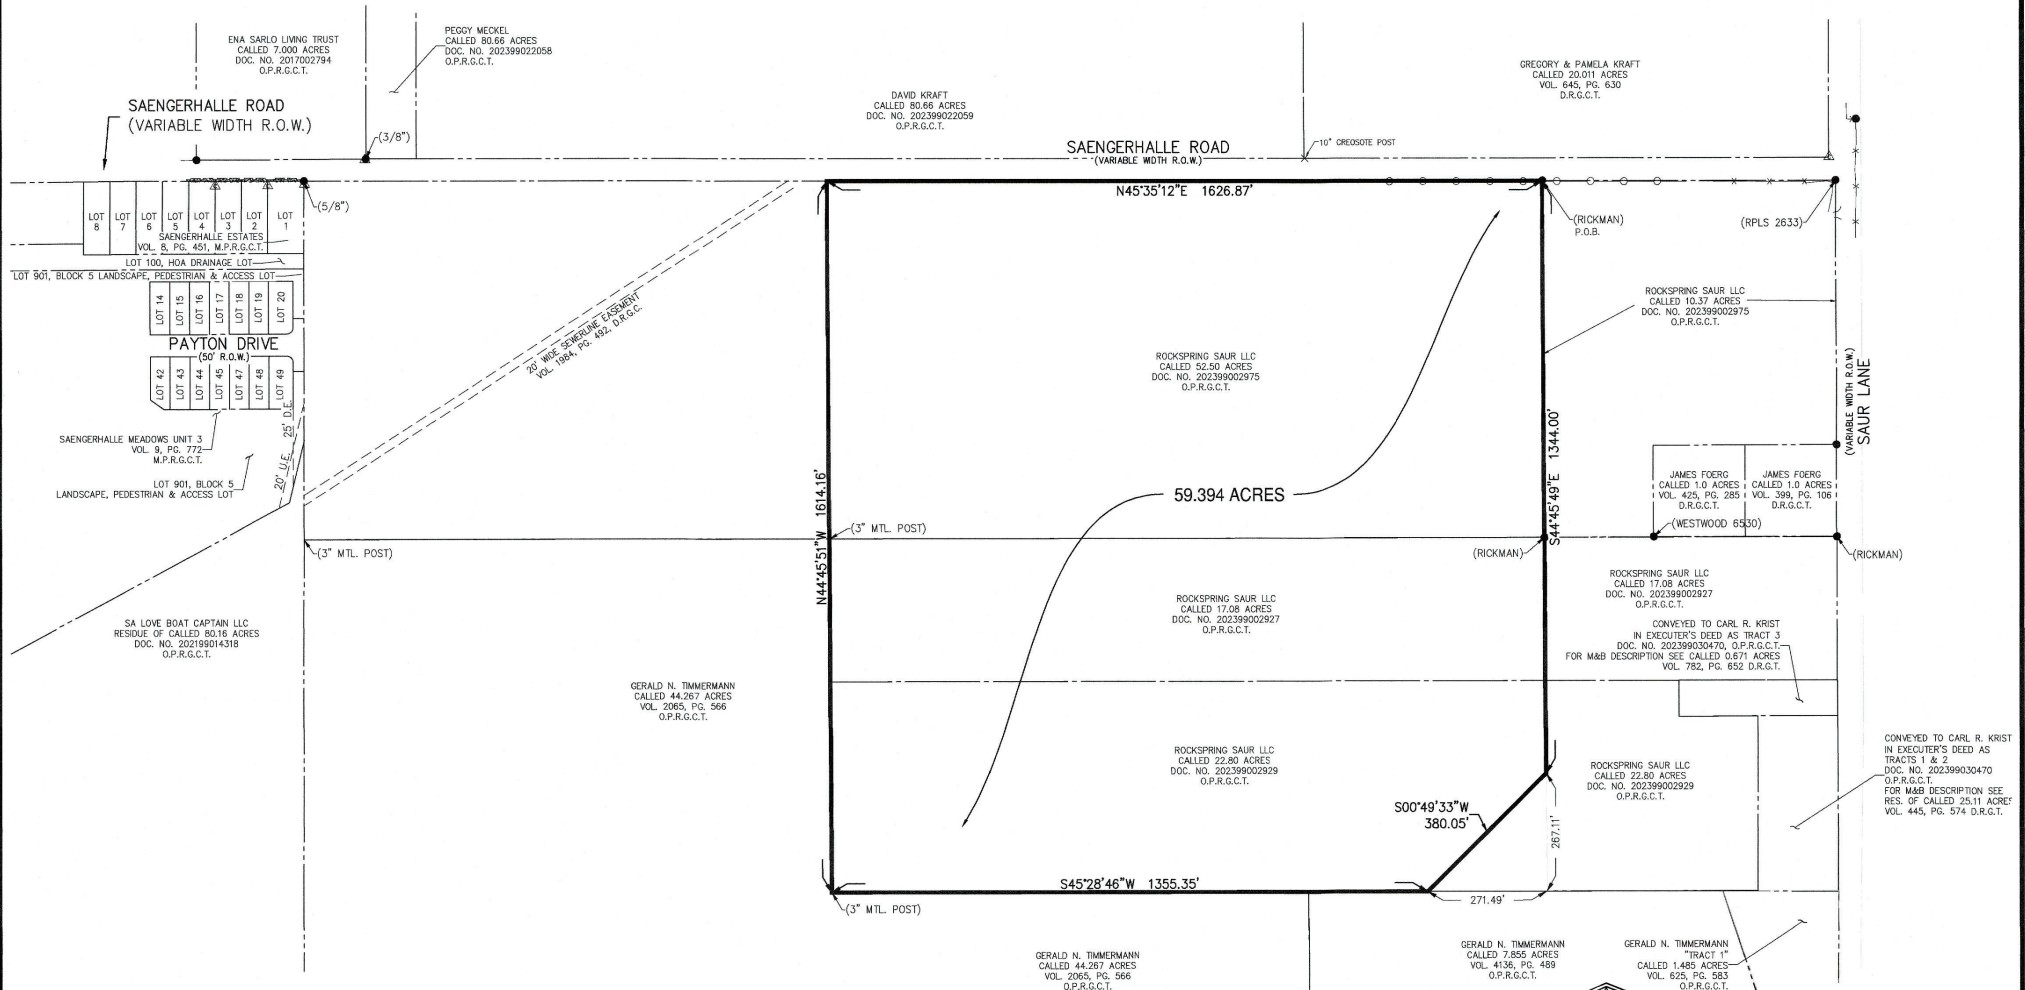 ENA SARLO LIVING TRUST
CALLED 7.000 ACRES
DOC. NO. 2017002794
O.P.R.G.C.T.
PEGGY MECKEL
CALLED 80.66 ACRES
DOC. NO. 202399022058
O.P.R.G.C.T.
DAVID KRAFT
CALLED 80.66 ACRES
DOC. NO. 202399022059
O.P.R.G.C.T.
GREGORY & PAMELA KRAFT
CALLED 20.011 ACRES
VOL. 645, PG. 630
D.R.G.C.T.
SAENGERHALLE ROAD
(VARIABLE WIDTH R.O.W.)
(3/8")
SAENGERHALLE ROAD
(VARIABLE WIDTH R.O.W.)
10" CREOSOTE POST
N45°35'12"E 1626.87'
(5/8")
(RICKMAN)
P.O.B.
(RPLS 2633)
LOT 8
LOT 7
LOT 6
LOT 5
LOT 4
LOT 3
LOT 2
LOT 1
SAENGERHALLE ESTATES
VOL. 8, PG. 451, M.P.R.G.C.T.
LOT 100, HOA DRAINAGE LOT
LOT 901, BLOCK 5 LANDSCAPE, PEDESTRIAN & ACCESS LOT
LOT 14
LOT 15
LOT 16
LOT 17
LOT 18
LOT 19
LOT 20
PAYTON DRIVE
(50' R.O.W.)
LOT 42
LOT 43
LOT 44
LOT 45
LOT 47
LOT 48
LOT 49
25' D.E.
20' U.E.
SAENGERHALLE MEADOWS UNIT 3
VOL. 9, PG. 772
M.P.R.G.C.T.
LOT 901, BLOCK 5
LANDSCAPE, PEDESTRIAN & ACCESS LOT
20' WIDE SEWERLINE EASEMENT
VOL. 1984, PG. 492, D.R.G.C.
ROCKSPRING SAUR LLC
CALLED 52.50 ACRES
DOC. NO. 202399002975
O.P.R.G.C.T.
ROCKSPRING SAUR LLC
CALLED 10.37 ACRES
DOC. NO. 202399002975
O.P.R.G.C.T.
(VARIABLE WIDTH R.O.W.)
SAUR LANE
S44°45'49"E 1344.00'
N44°45'51"W 1614.16'
59.394 ACRES
JAMES FOERG
CALLED 1.0 ACRES
VOL. 425, PG. 285
D.R.G.C.T.
JAMES FOERG
CALLED 1.0 ACRES
VOL. 399, PG. 106
D.R.G.C.T.
(WESTWOOD 6530)
(3" MTL. POST)
(3" MTL. POST)
(RICKMAN)
(RICKMAN)
ROCKSPRING SAUR LLC
CALLED 17.08 ACRES
DOC. NO. 202399002927
O.P.R.G.C.T.
ROCKSPRING SAUR LLC
CALLED 17.08 ACRES
DOC. NO. 202399002927
O.P.R.G.C.T.
CONVEYED TO CARL R. KRIST
IN EXECUTER'S DEED AS TRACT 3
DOC. NO. 202399030470, O.P.R.G.C.T.
FOR M&B DESCRIPTION SEE CALLED 0.671 ACRES
VOL. 782, PG. 652 D.R.G.T.
SA LOVE BOAT CAPTAIN LLC
RESIDUE OF CALLED 80.16 ACRES
DOC. NO. 202199014318
O.P.R.G.C.T.
GERALD N. TIMMERMANN
CALLED 44.267 ACRES
VOL. 2065, PG. 566
O.P.R.G.C.T.
ROCKSPRING SAUR LLC
CALLED 22.80 ACRES
DOC. NO. 202399002929
O.P.R.G.C.T.
ROCKSPRING SAUR LLC
CALLED 22.80 ACRES
DOC. NO. 202399002929
O.P.R.G.C.T.
CONVEYED TO CARL R. KRIST
IN EXECUTER'S DEED AS
TRACTS 1 & 2
DOC. NO. 202399030470
O.P.R.G.C.T.
FOR M&B DESCRIPTION SEE
RES. OF CALLED 25.11 ACRES
VOL. 445, PG. 574 D.R.G.T.
S00°49'33"W
380.05'
267.11'
S45°28'46"W 1355.35'
271.49'
(3" MTL. POST)
GERALD N. TIMMERMANN
CALLED 44.267 ACRES
VOL. 2065, PG. 566
O.P.R.G.C.T.
GERALD N. TIMMERMANN
CALLED 7.855 ACRES
VOL. 4136, PG. 489
O.P.R.G.C.T.
GERALD N. TIMMERMANN
"TRACT 1"
CALLED 1.485 ACRES
VOL. 625, PG. 583
O.P.R.G.C.T.